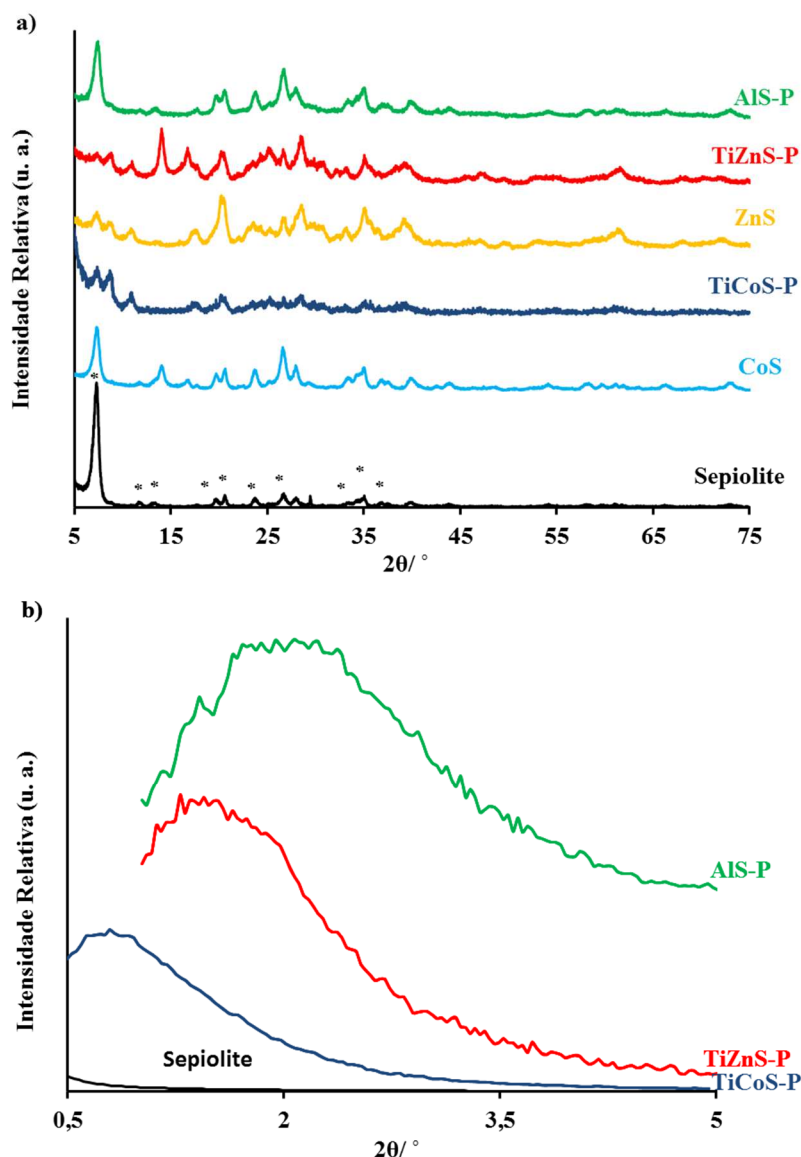 a)
Intensidade Relativa (u. a.)
AlS-P
TiZnS-P
ZnS
TiCoS-P
CoS
*
* * * * * * * * *
Sepiolite
5 15 25 35 45 55 65 75
2θ/ °
b)
Intensidade Relativa (u. a.)
AlS-P
Sepiolite
TiZnS-P
TiCoS-P
0,5 2 3,5 5
2θ/ °